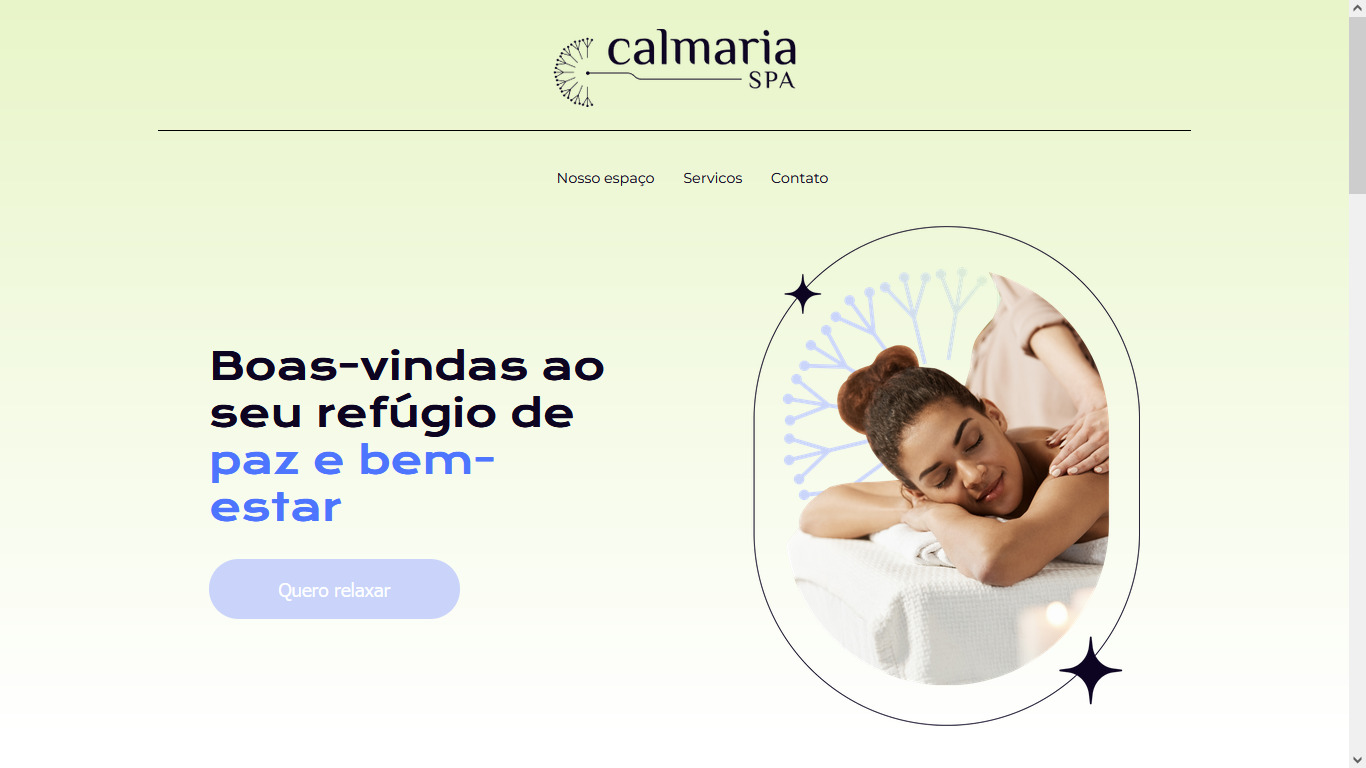 calmaria
SPA
Nosso espaço Servicos Contato
Boas-vindas ao
seu refúgio de
paz e bem-
estar
Quero relaxar